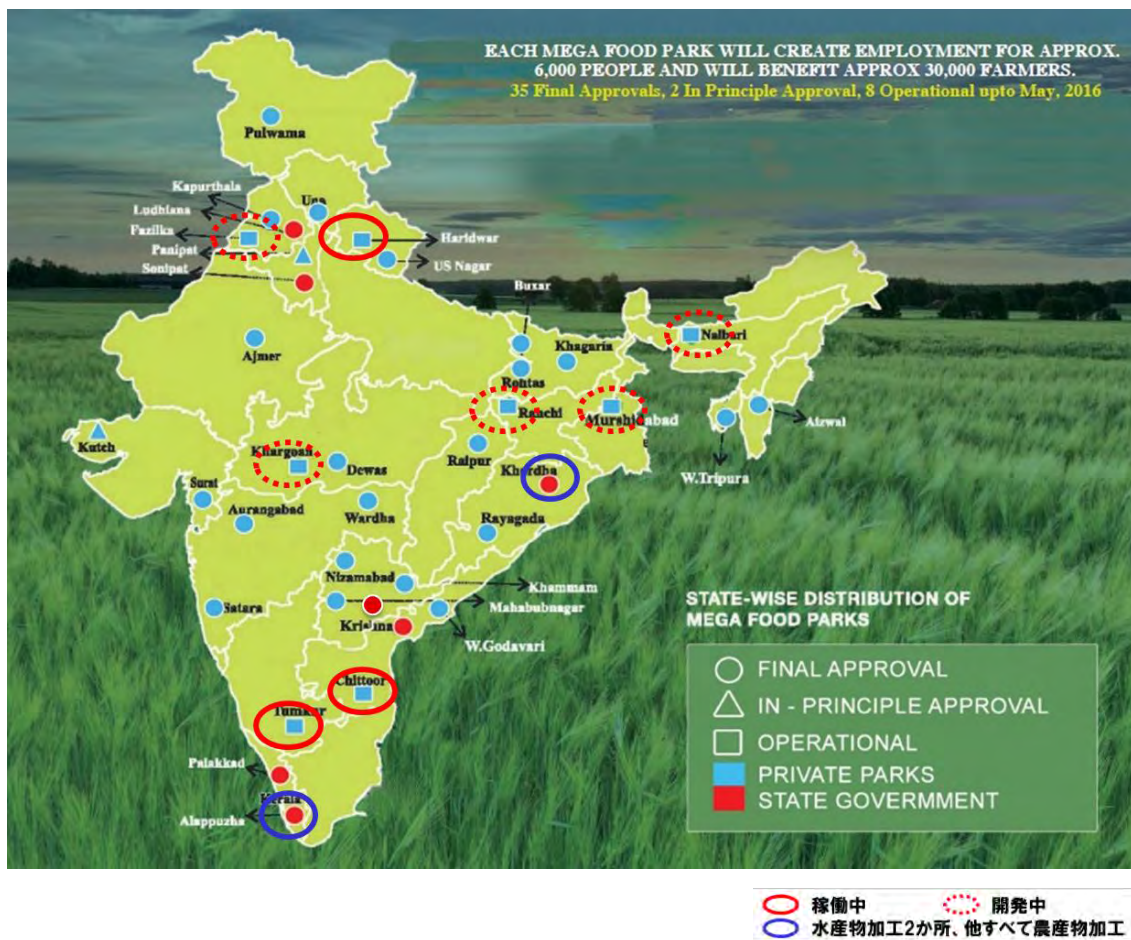 EACH MEGA FOOD PARK WILL CREATE EMPLOYMENT FOR APPROX.
6,000 PEOPLE AND WILL BENEFIT APPROX 30,000 FARMERS.
35 Final Approvals, 2 In Principle Approval, 8 Operational upto May, 2016
Pulwama
Kapurthala
Una
Ludhiana
Fazilka
Haridwar
Panipat
Sonipat
US Nagar
Buxar
Nalbari
Ajmer
Khagaria
Rohtas
Ranchi
Murshidabad
Aizwal
Kutch
Khargoan
Dewas
Raipur
Khordha
W.Tripura
Surat
Aurangabad
Wardha
Rayagada
Nizamabad
Khammam
Satara
Mahabubnagar
Krishna
W.Godavari
Chittoor
Tumkur
Palakkad
Kerala
Alappuzha
STATE-WISE DISTRIBUTION OF
MEGA FOOD PARKS
FINAL APPROVAL
IN - PRINCIPLE APPROVAL
OPERATIONAL
PRIVATE PARKS
STATE GOVERMMENT
稼働中 開発中
水産物加工2か所、他すべて農産物加工